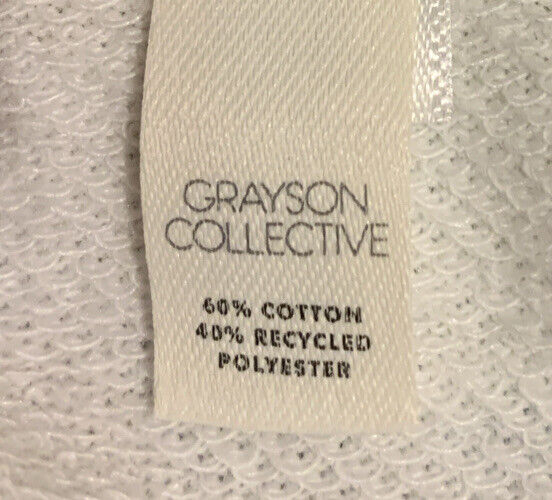 GRAYSON
COLLECTIVE
60% COTTON
40% RECYCLED
POLYESTER